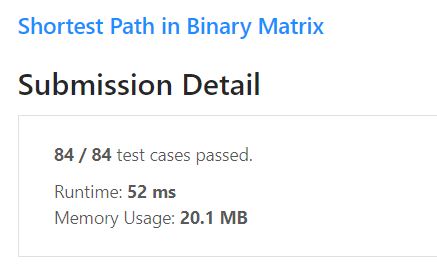 Shortest Path in Binary Matrix
Submission Detail
84 / 84 test cases passed.
Runtime: 52 ms
Memory Usage: 20.1 MB